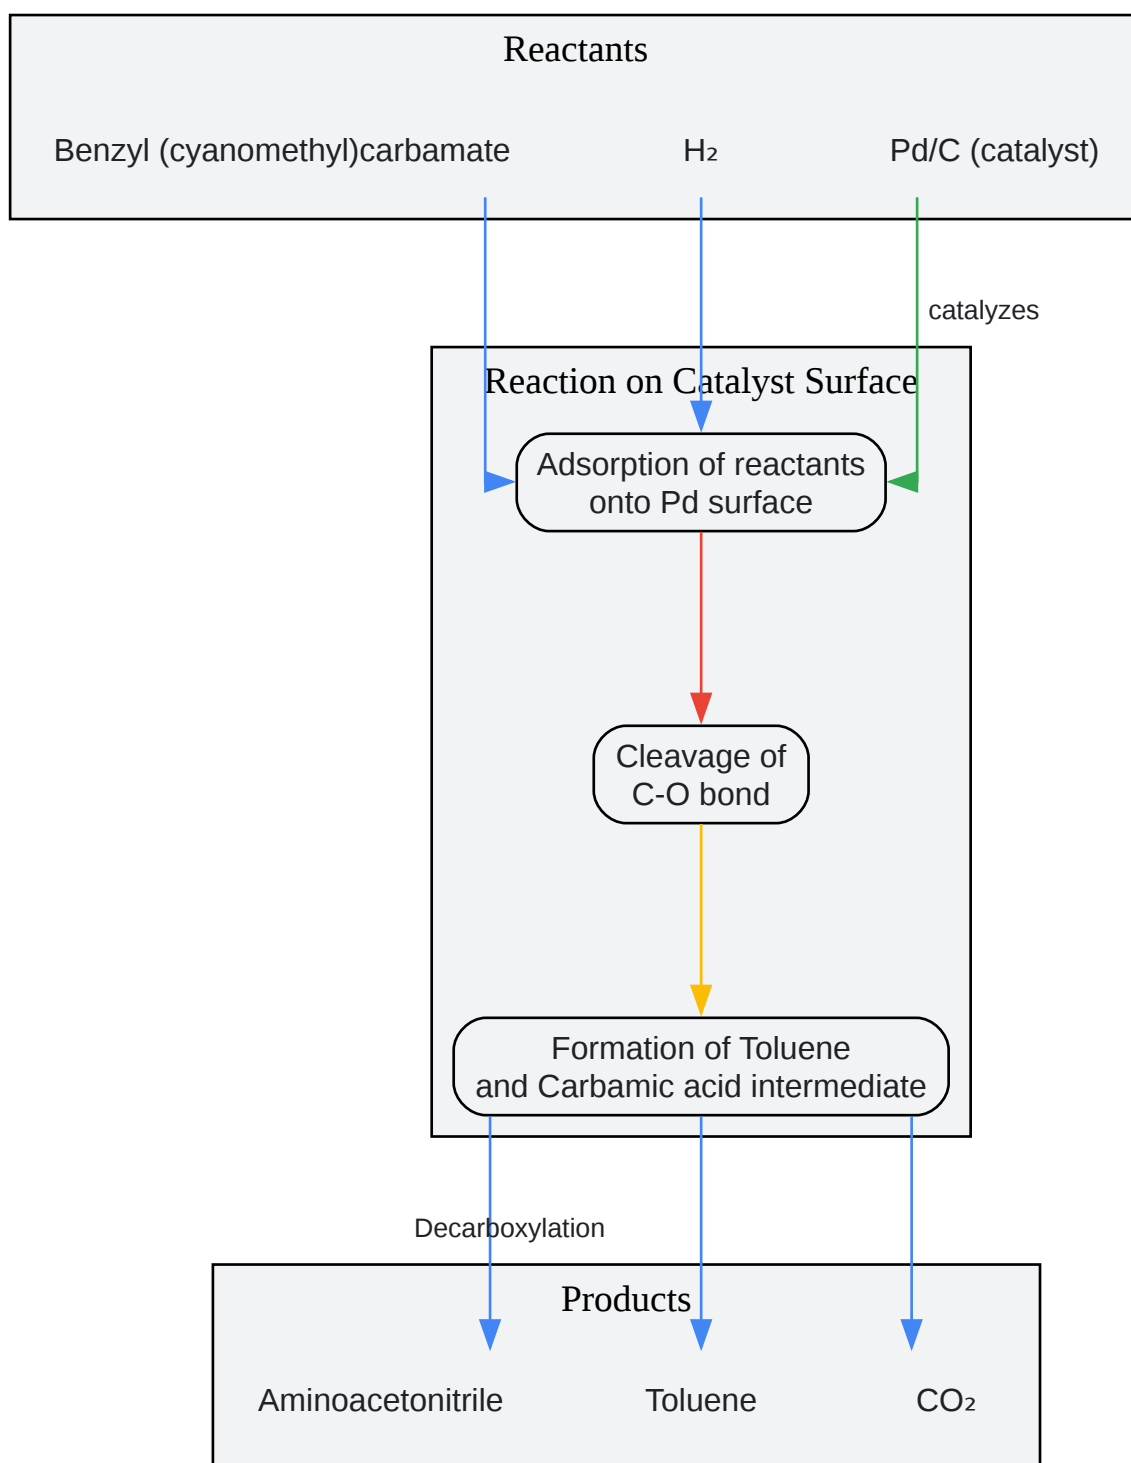 Reactants
Benzyl (cyanomethyl)carbamate
H₂
Pd/C (catalyst)
catalyzes
Reaction on Catalyst Surface
Adsorption of reactants
onto Pd surface
Cleavage of
C-O bond
Formation of Toluene
and Carbamic acid intermediate
Decarboxylation
Products
Aminoacetonitrile
Toluene
CO₂